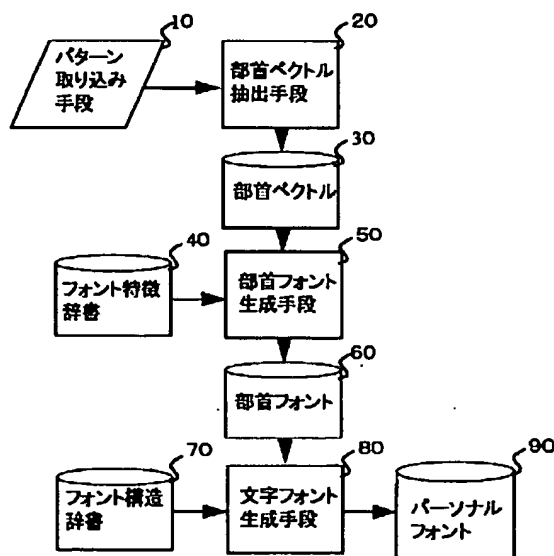 10
パターン
取り込み
手段
20
部首ベクトル
抽出手段
30
部首ベクトル
40
フォント特徴
辞書
50
部首フォント
生成手段
60
部首フォント
70
フォント構造
辞書
80
文字フォント
生成手段
90
パーソナル
フォント